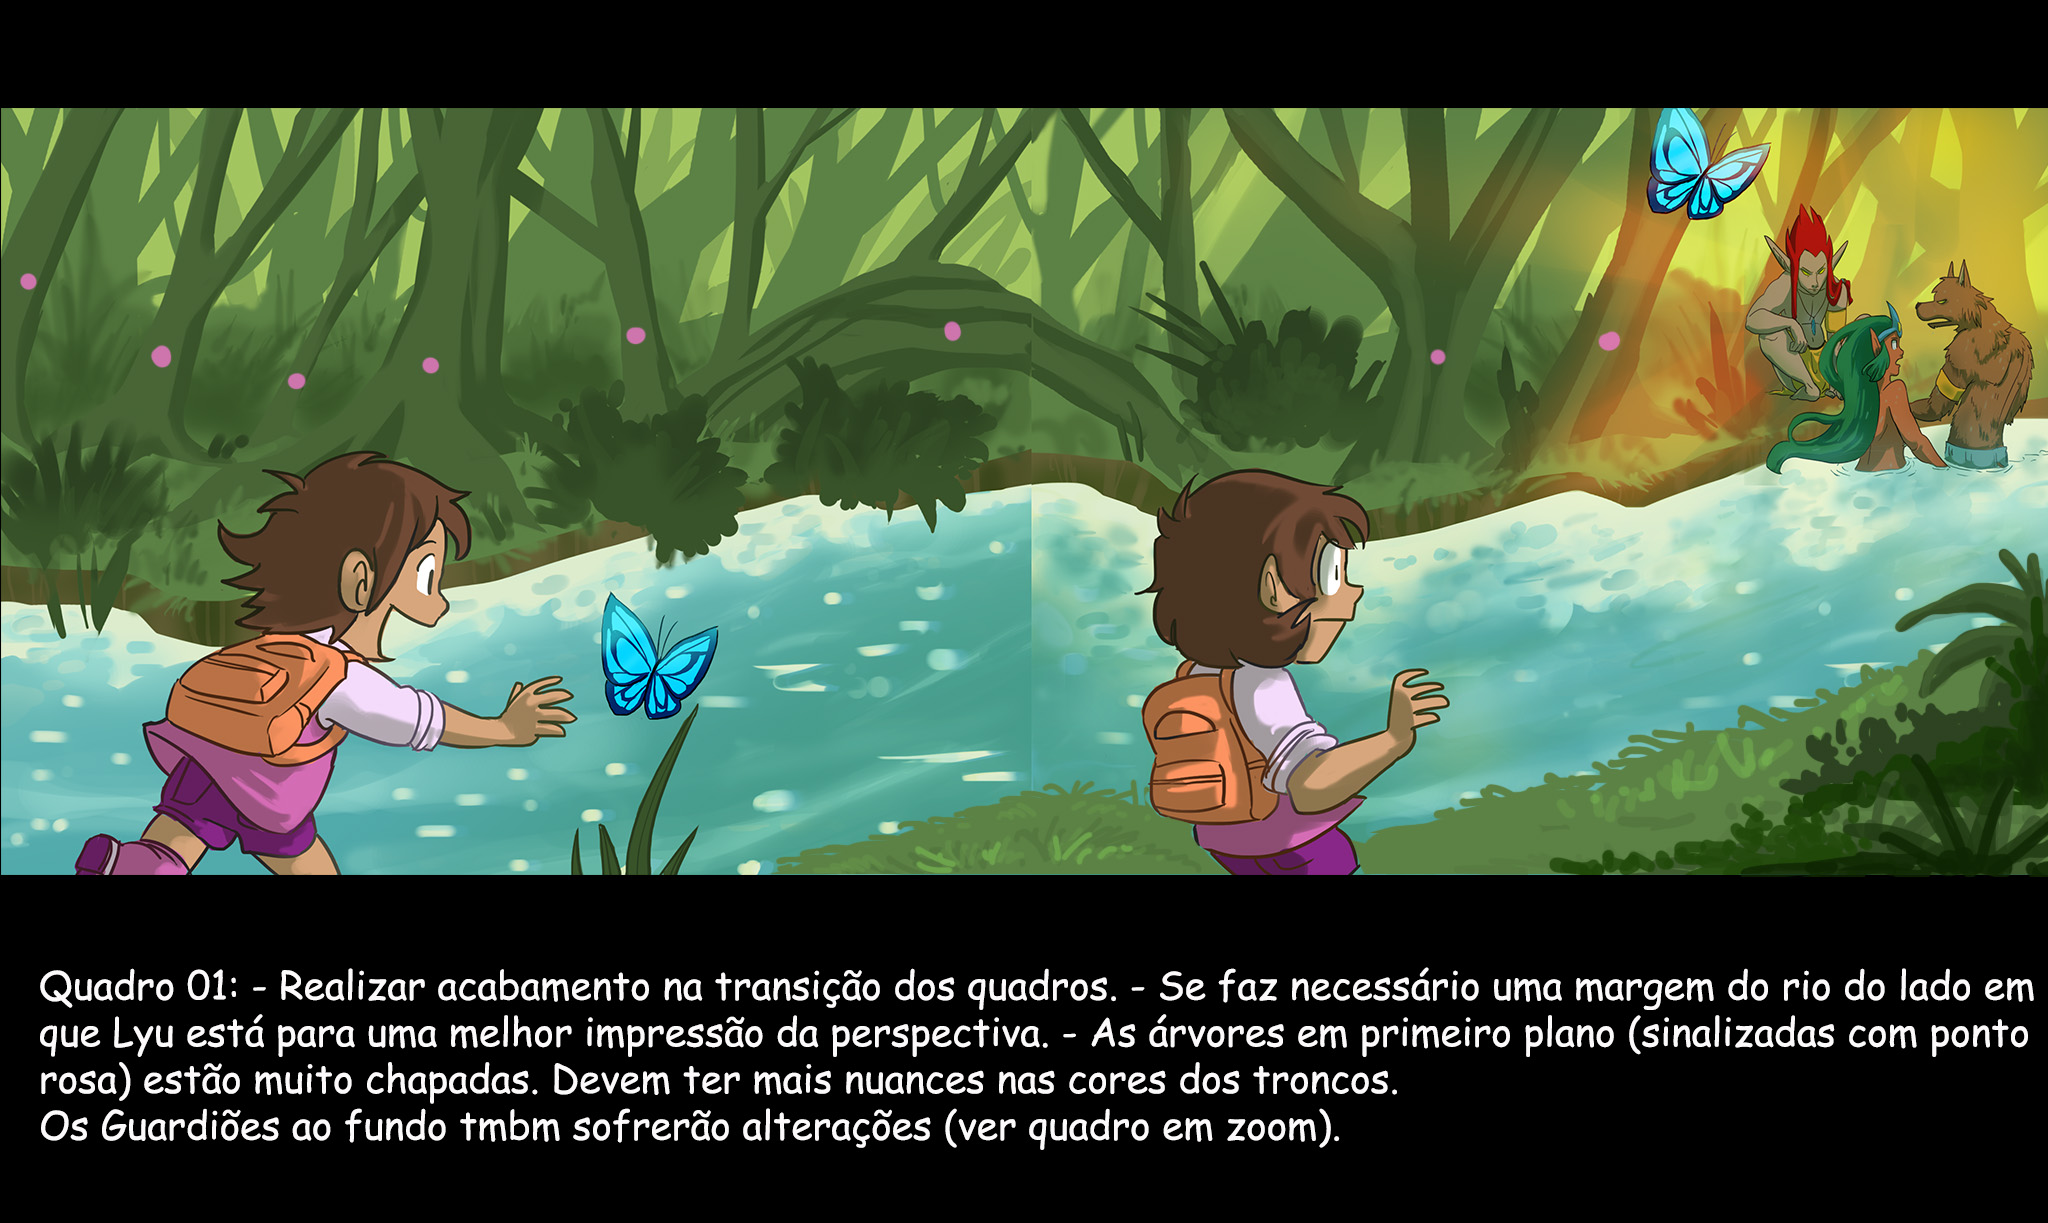 Quadro 01: - Realizar acabamento na transição dos quadros. - Se faz necessário uma margem do rio do lado em
que Lyu está para uma melhor impressão da perspectiva. - As árvores em primeiro plano (sinalizadas com ponto
rosa) estão muito chapadas. Devem ter mais nuances nas cores dos troncos.
Os Guardiões ao fundo tmbm sofrerão alterações (ver quadro em zoom).